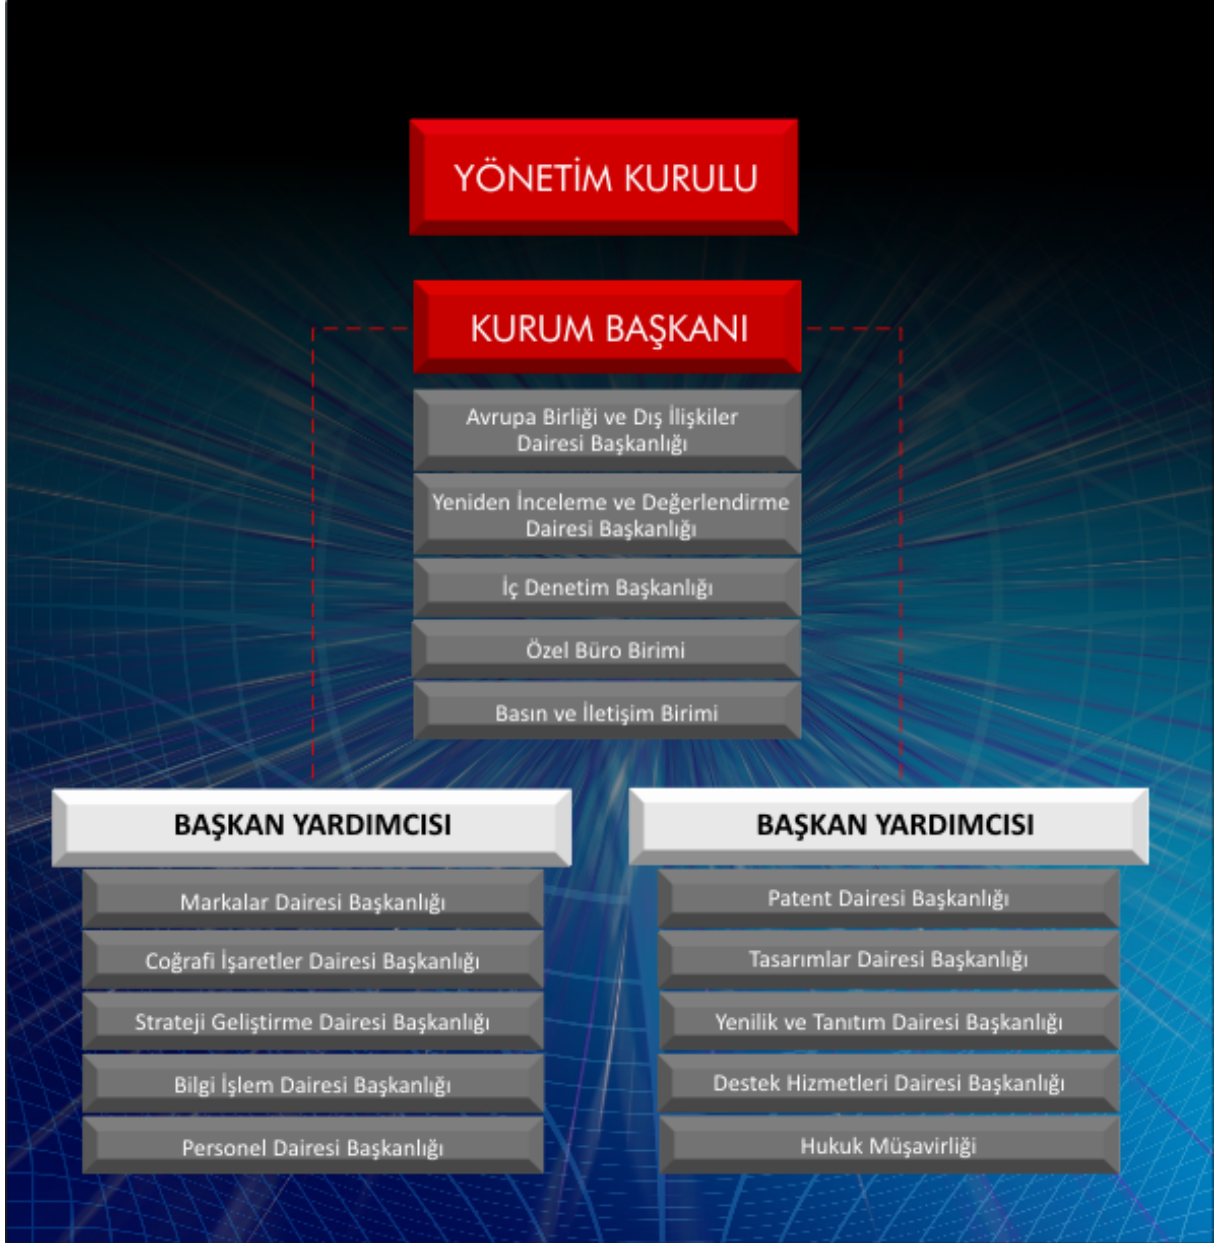 YÖNETİM KURULU
KURUM BAŞKANI
Avrupa Birliği ve Dış İlişkiler
Dairesi Başkanlığı
Yeniden İnceleme ve Değerlendirme
Dairesi Başkanlığı
İç Denetim Başkanlığı
Özel Büro Birimi
Basın ve İletişim Birimi
BAŞKAN YARDIMCISI
Markalar Dairesi Başkanlığı
Coğrafi İşaretler Dairesi Başkanlığı
Strateji Geliştirme Dairesi Başkanlığı
Bilgi İşlem Dairesi Başkanlığı
Personel Dairesi Başkanlığı
BAŞKAN YARDIMCISI
Patent Dairesi Başkanlığı
Tasarımlar Dairesi Başkanlığı
Yenilik ve Tanıtım Dairesi Başkanlığı
Destek Hizmetleri Dairesi Başkanlığı
Hukuk Müşavirliği